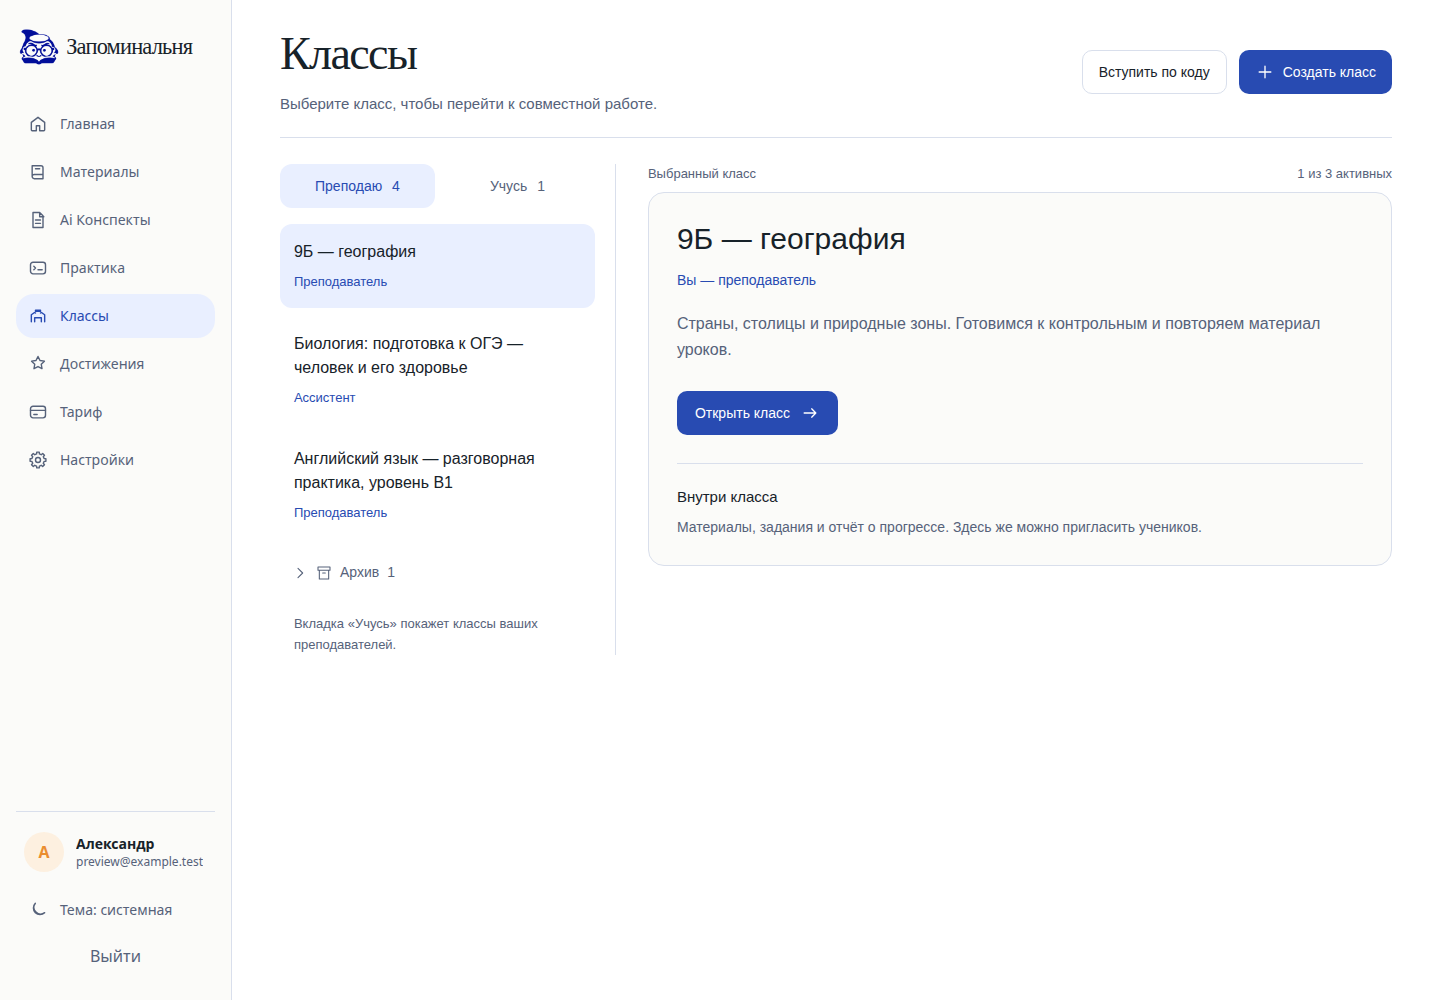 Запоминальня
Главная
Материалы
Ai Конспекты
Практика
Классы
Достижения
Тариф
Настройки
А
Александр
preview@example.test
Тема: системная
Выйти
Классы
Выберите класс, чтобы перейти к совместной работе.
Вступить по коду
Создать класс
Преподаю 4
Учусь 1
9Б — география
Преподаватель
Биология: подготовка к ОГЭ —
человек и его здоровье
Ассистент
Английский язык — разговорная
практика, уровень B1
Преподаватель
Архив 1
Вкладка «Учусь» покажет классы ваших
преподавателей.
Выбранный класс
1 из 3 активных
9Б — география
Вы — преподаватель
Страны, столицы и природные зоны. Готовимся к контрольным и повторяем материал
уроков.
Открыть класс
Внутри класса
Материалы, задания и отчёт о прогрессе. Здесь же можно пригласить учеников.